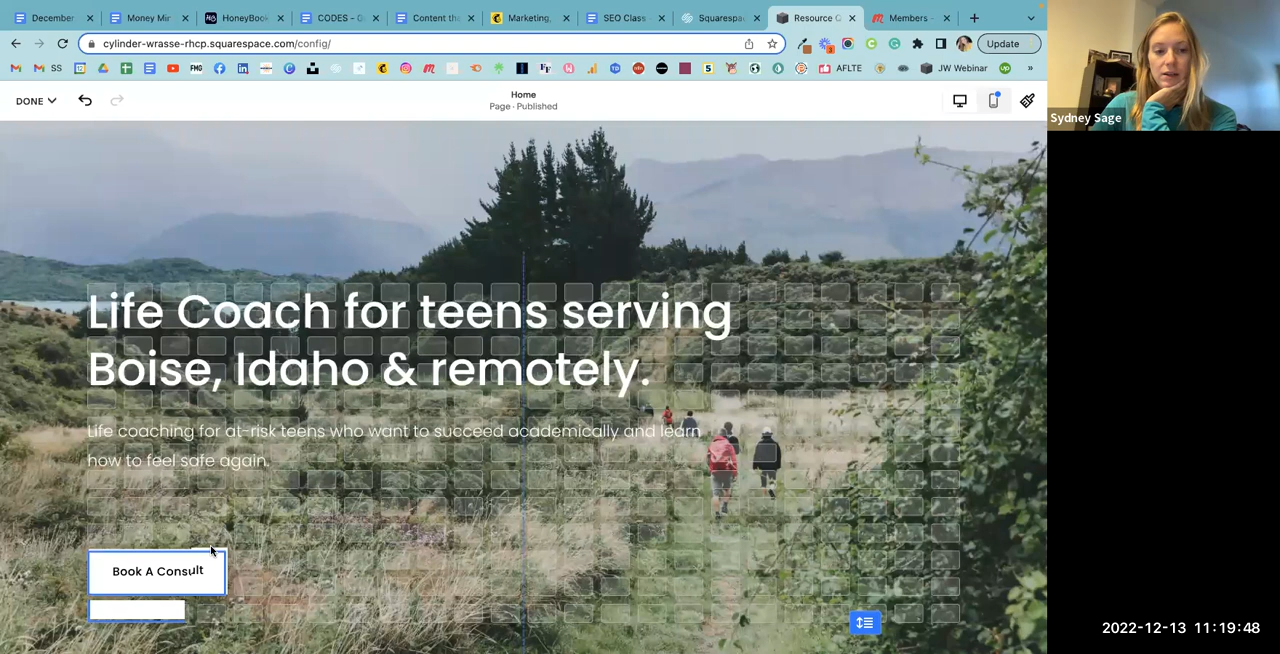 December
Money Mir
HoneyBook
CODES - G
Content tha
Marketing,
SEO Class -
Squarespac
Resource G
Members -
cylinder-wrasse-rhcp.squarespace.com/config/
Update
SS
FMG
AFLTE
JW Webinar
»
DONE
Home
Page · Published
Sydney Sage
Life Coach for teens serving
Boise, Idaho & remotely.
Life coaching for at-risk teens who want to succeed academically and learn
how to feel safe again.
Book A Consult
2022-12-13 11:19:48